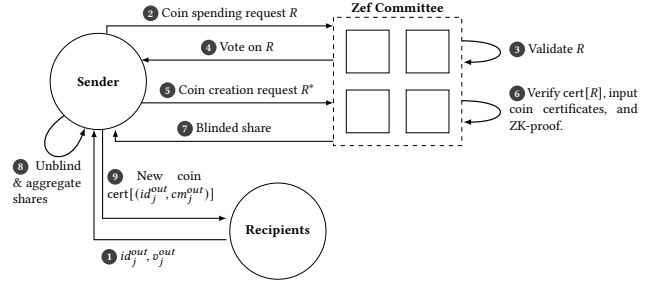 Zef Committee
2 Coin spending request R
4 Vote on R
3 Validate R
Sender
5 Coin creation request R*
6 Verify cert[R], input
coin certificates, and
ZK-proof.
7 Blinded share
8 Unblind
& aggregate
shares
9 New coin
cert[(id_j^out, cm_j^out)]
Recipients
1 id_j^out, v_j^out